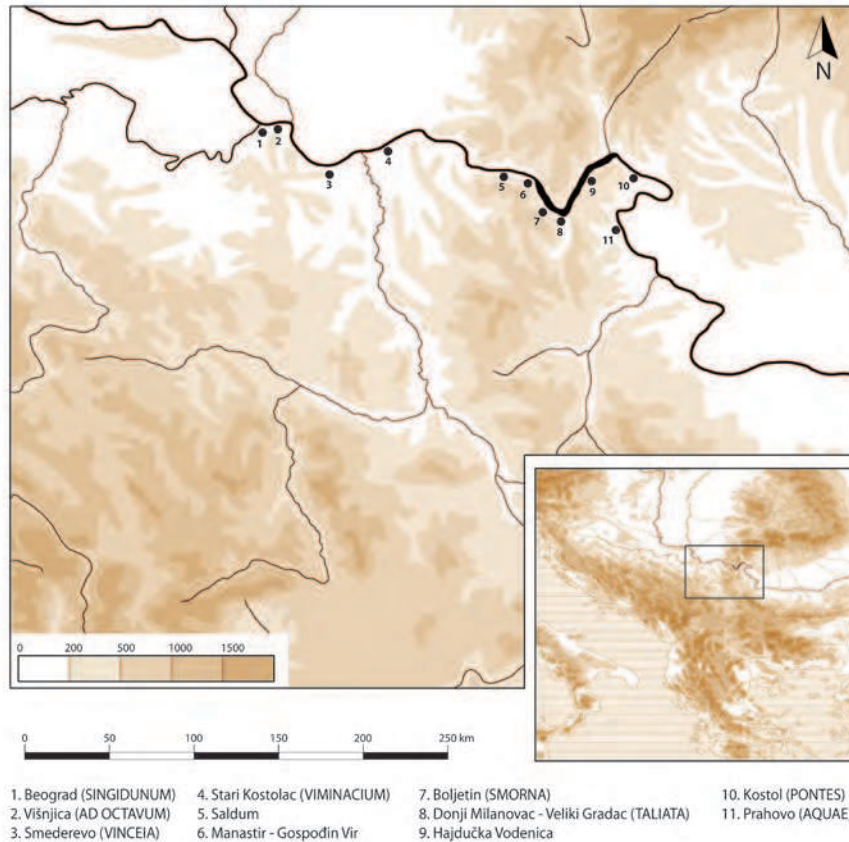 N
1
2
3
4
5
6
7
8
9
10
11
0 200 500 1000 1500
0 50 100 150 200 250 km
1. Beograd (SINGIDUNUM)
2. Višnjica (AD OCTAVUM)
3. Smederevo (VINCEIA)
4. Stari Kostolac (VIMINACIUM)
5. Saldum
6. Manastir - Gospođin Vir
7. Boljetin (SMORNA)
8. Donji Milanovac - Veliki Gradac (TALIATA)
9. Hajdučka Vodenica
10. Kostol (PONTES)
11. Prahovo (AQUAE)